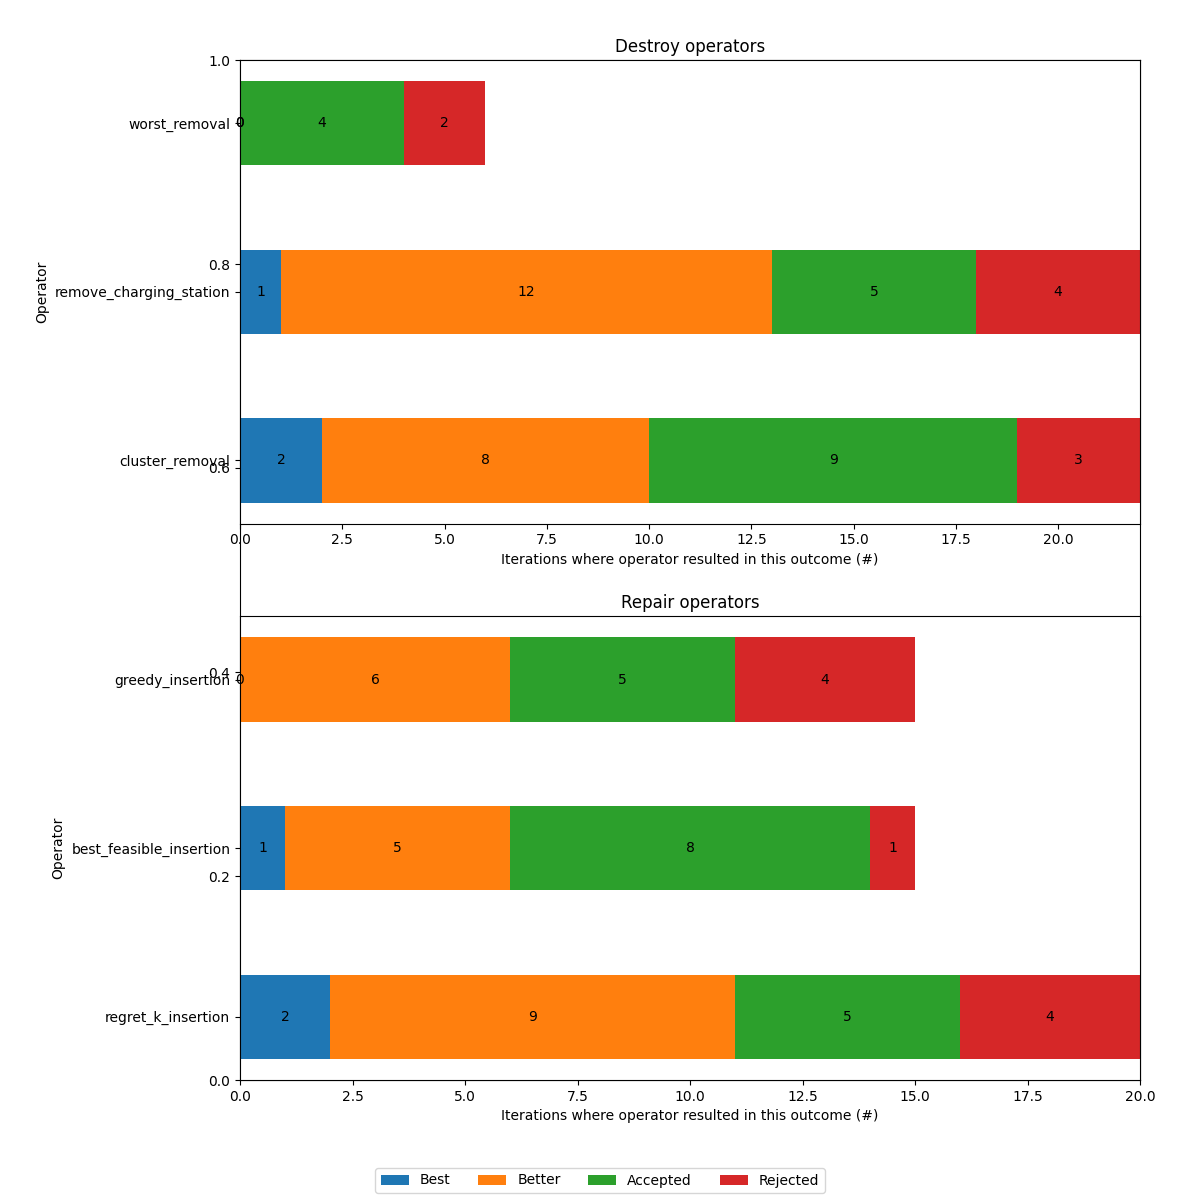 Destroy operators
1.0
worst_removal 0 4 2
Operator
0.8
remove_charging_station 1 12 5 4
cluster_removal 2 8 9 3
0.6
0.0 2.5 5.0 7.5 10.0 12.5 15.0 17.5 20.0
Iterations where operator resulted in this outcome (#)
Repair operators
0.4
greedy_insertion 0 6 5 4
Operator
best_feasible_insertion 1 5 8 1
0.2
regret_k_insertion 2 9 5 4
0.0
0.0 2.5 5.0 7.5 10.0 12.5 15.0 17.5 20.0
Iterations where operator resulted in this outcome (#)
Best Better Accepted Rejected